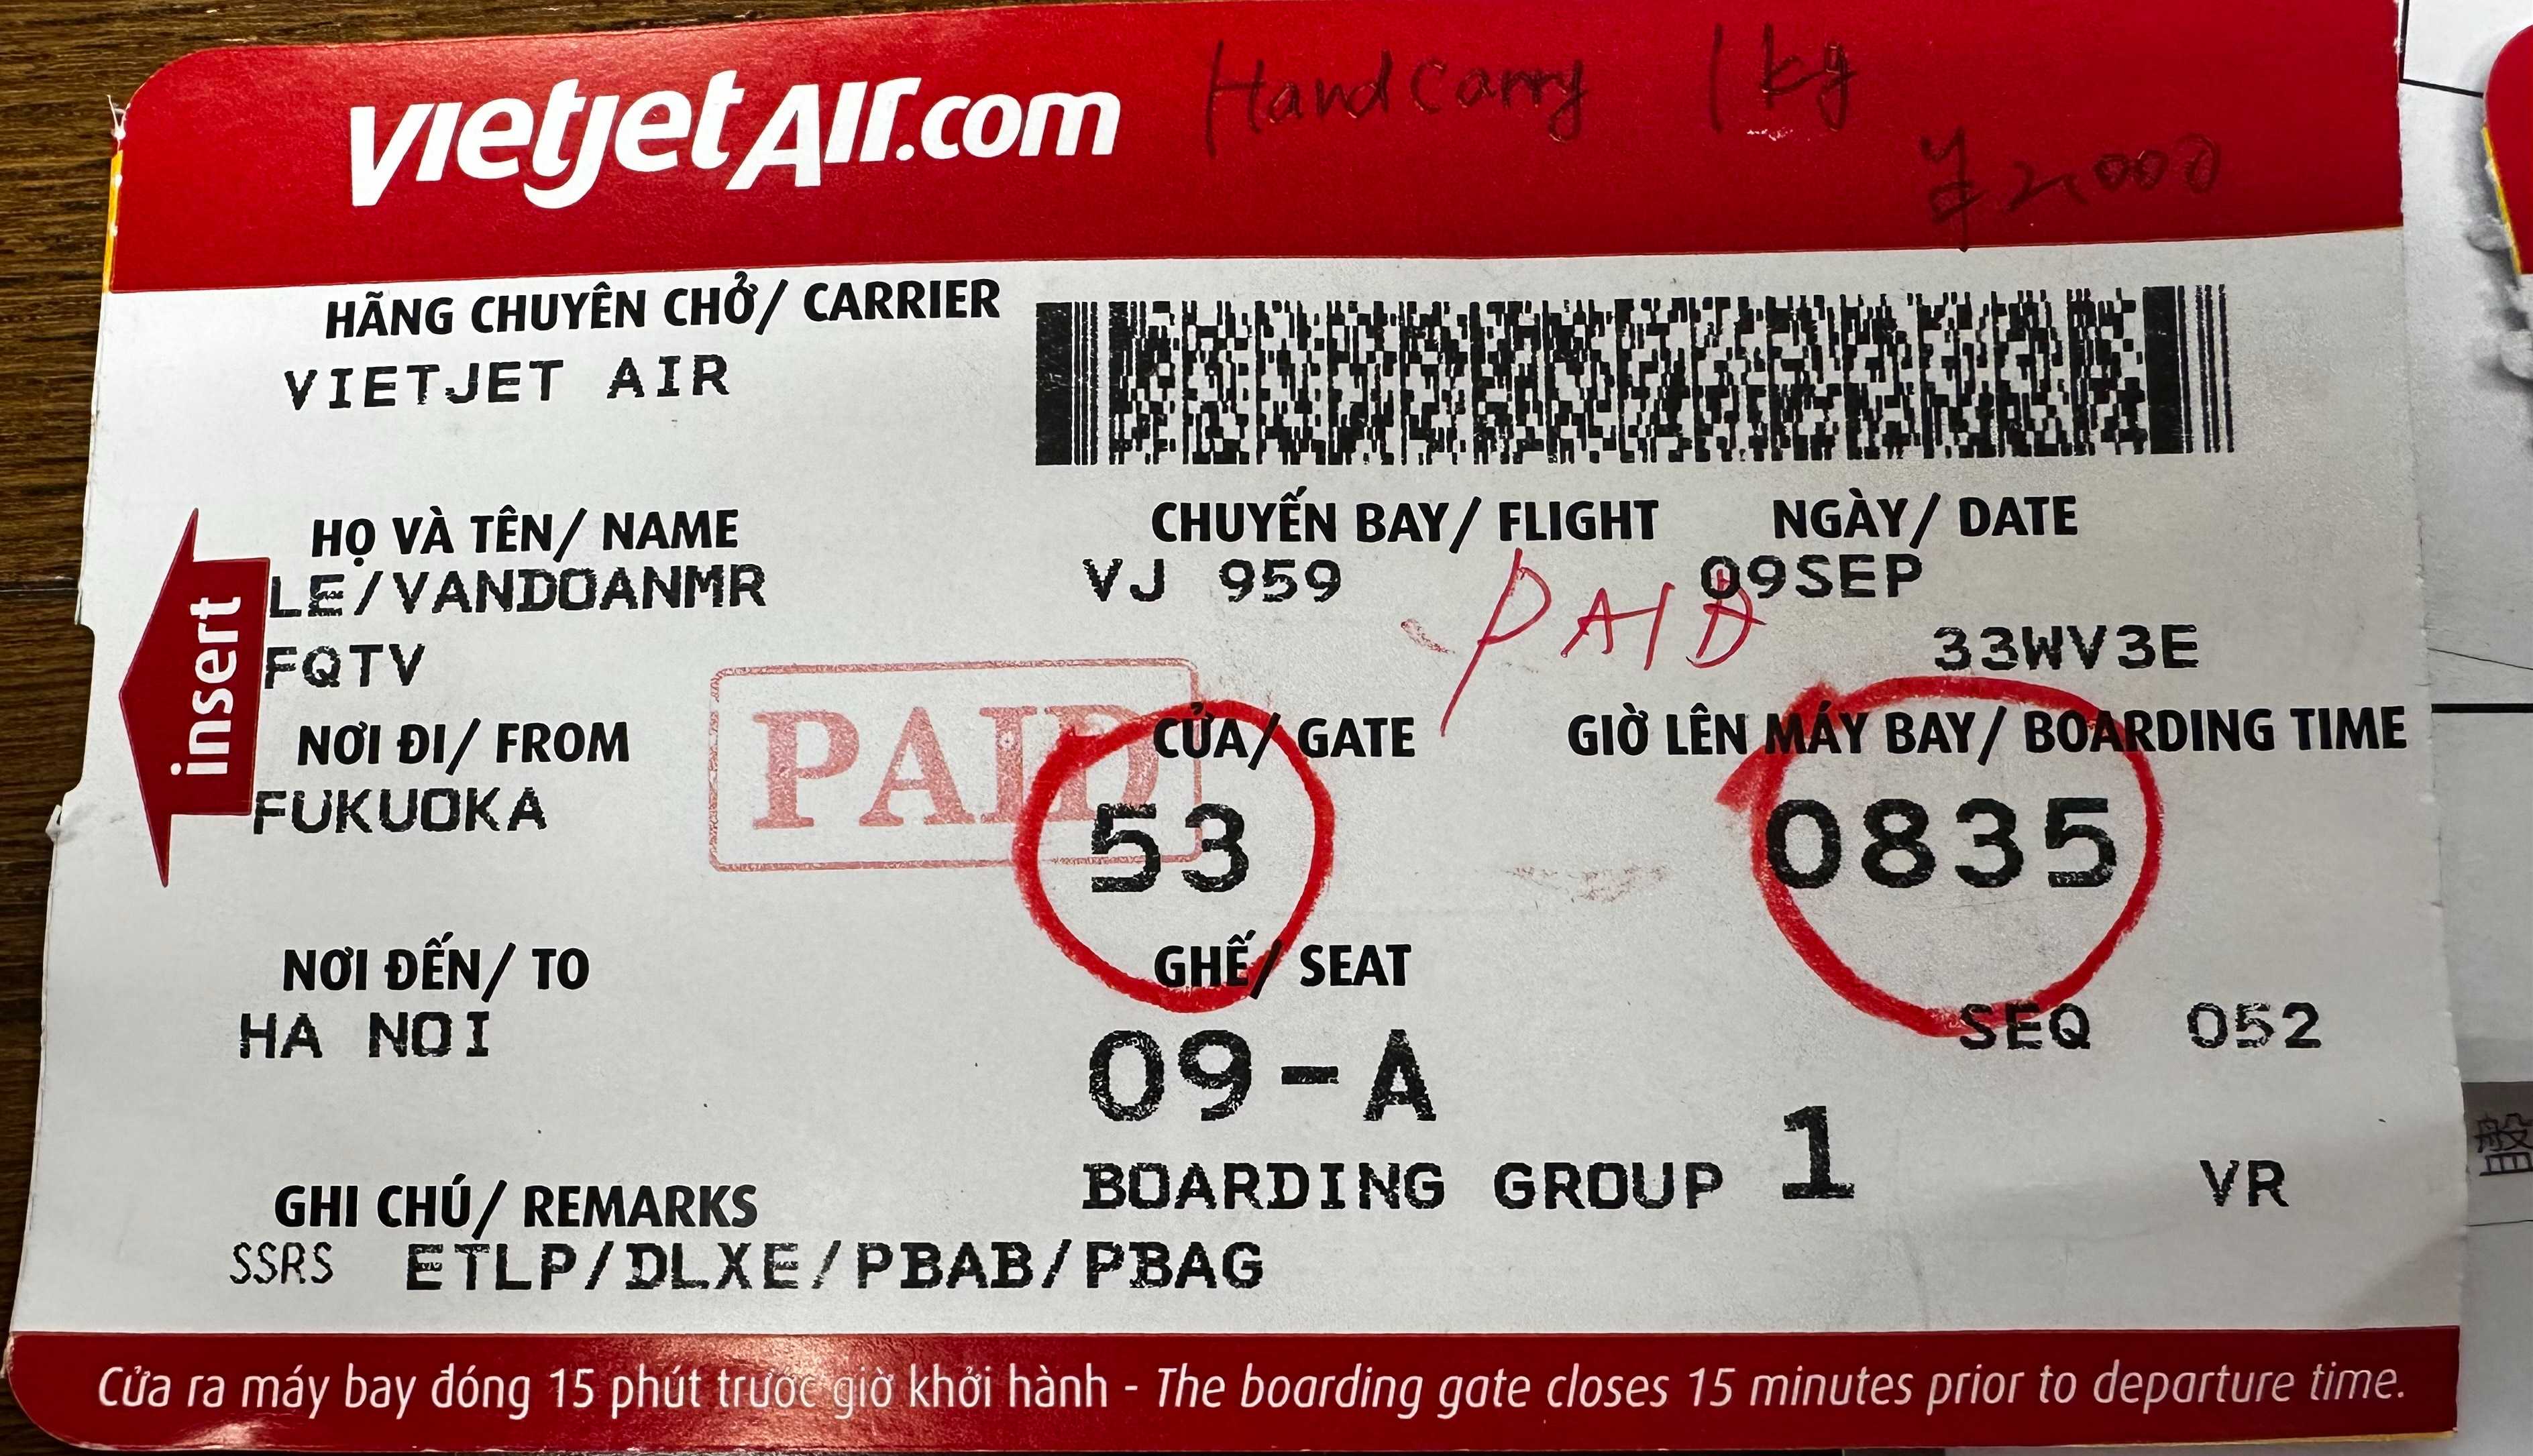 vietjetAir.com
Handcarry 1kg
¥2,000
HÃNG CHUYÊN CHỞ/ CARRIER
VIETJET AIR
HỌ VÀ TÊN/ NAME
LE/VANDOANMR
FQTV
CHUYẾN BAY/ FLIGHT
VJ 959
NGÀY/ DATE
09SEP
PAID
33WV3E
insert
NƠI ĐI/ FROM
FUKUOKA
PAID
CỬA/ GATE
53
GIỜ LÊN MÁY BAY/ BOARDING TIME
0835
NƠI ĐẾN/ TO
HA NOI
GHẾ/ SEAT
09-A
SEQ 052
BOARDING GROUP 1
VR
GHI CHÚ/ REMARKS
SSRS ETLP/DLXE/PBAB/PBAG
Cửa ra máy bay đóng 15 phút trước giờ khởi hành - The boarding gate closes 15 minutes prior to departure time.